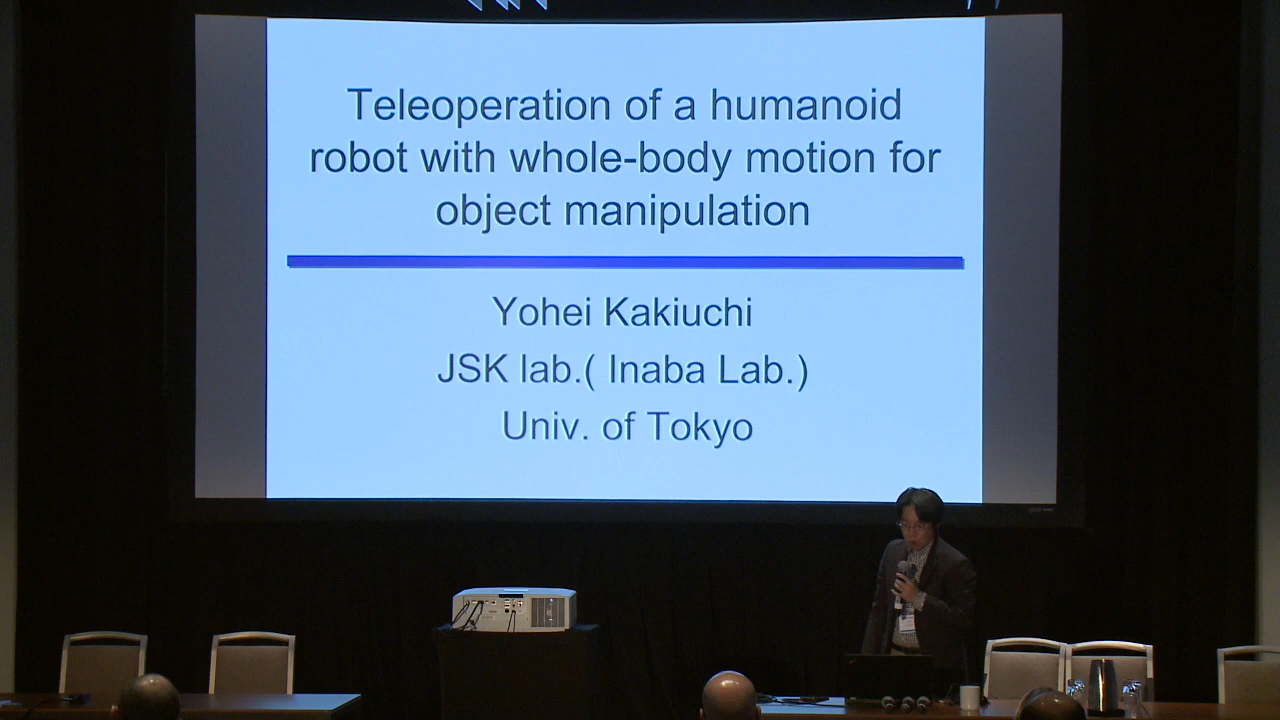 Teleoperation of a humanoid
robot with whole-body motion for
object manipulation
Yohei Kakiuchi
JSK lab.( Inaba Lab.)
Univ. of Tokyo